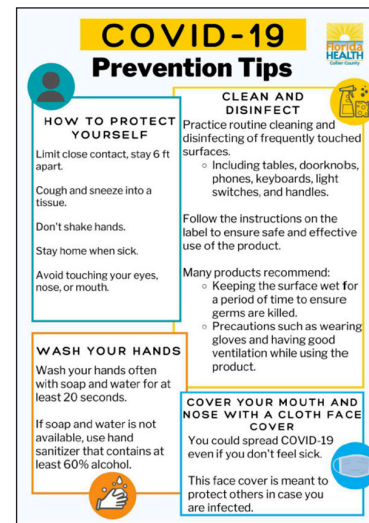 COVID-19
Prevention Tips
Florida
HEALTH
Collier County
HOW TO PROTECT
YOURSELF
Limit close contact, stay 6 ft
apart.
Cough and sneeze into a
tissue.
Don't shake hands.
Stay home when sick.
Avoid touching your eyes,
nose, or mouth.
CLEAN AND
DISINFECT
Practice routine cleaning and
disinfecting of frequently touched
surfaces.
◦ Including tables, doorknobs,
phones, keyboards, light
switches, and handles.
Follow the instructions on the
label to ensure safe and effective
use of the product.
Many products recommend:
◦ Keeping the surface wet for
a period of time to ensure
germs are killed.
◦ Precautions such as wearing
gloves and having good
ventilation while using the
product.
WASH YOUR HANDS
Wash your hands often
with soap and water for at
least 20 seconds.
If soap and water is not
available, use hand
sanitizer that contains at
least 60% alcohol.
COVER YOUR MOUTH AND
NOSE WITH A CLOTH FACE
COVER
You could spread COVID-19
even if you don't feel sick.
This face cover is meant to
protect others in case you
are infected.